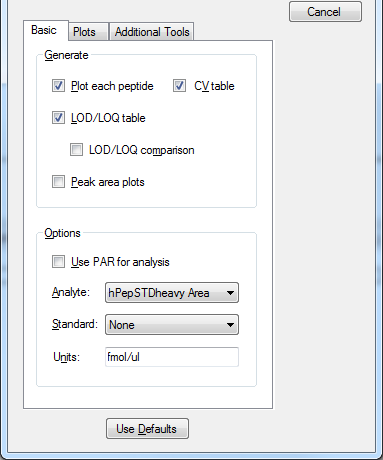 Cancel
Basic Plots Additional Tools
Generate
Plot each peptide CV table
LOD/LOQ table
LOD/LOQ comparison
Peak area plots
Options
Use PAR for analysis
Analyte: hPepSTDheavy Area
Standard: None
Units: fmol/ul
Use Defaults